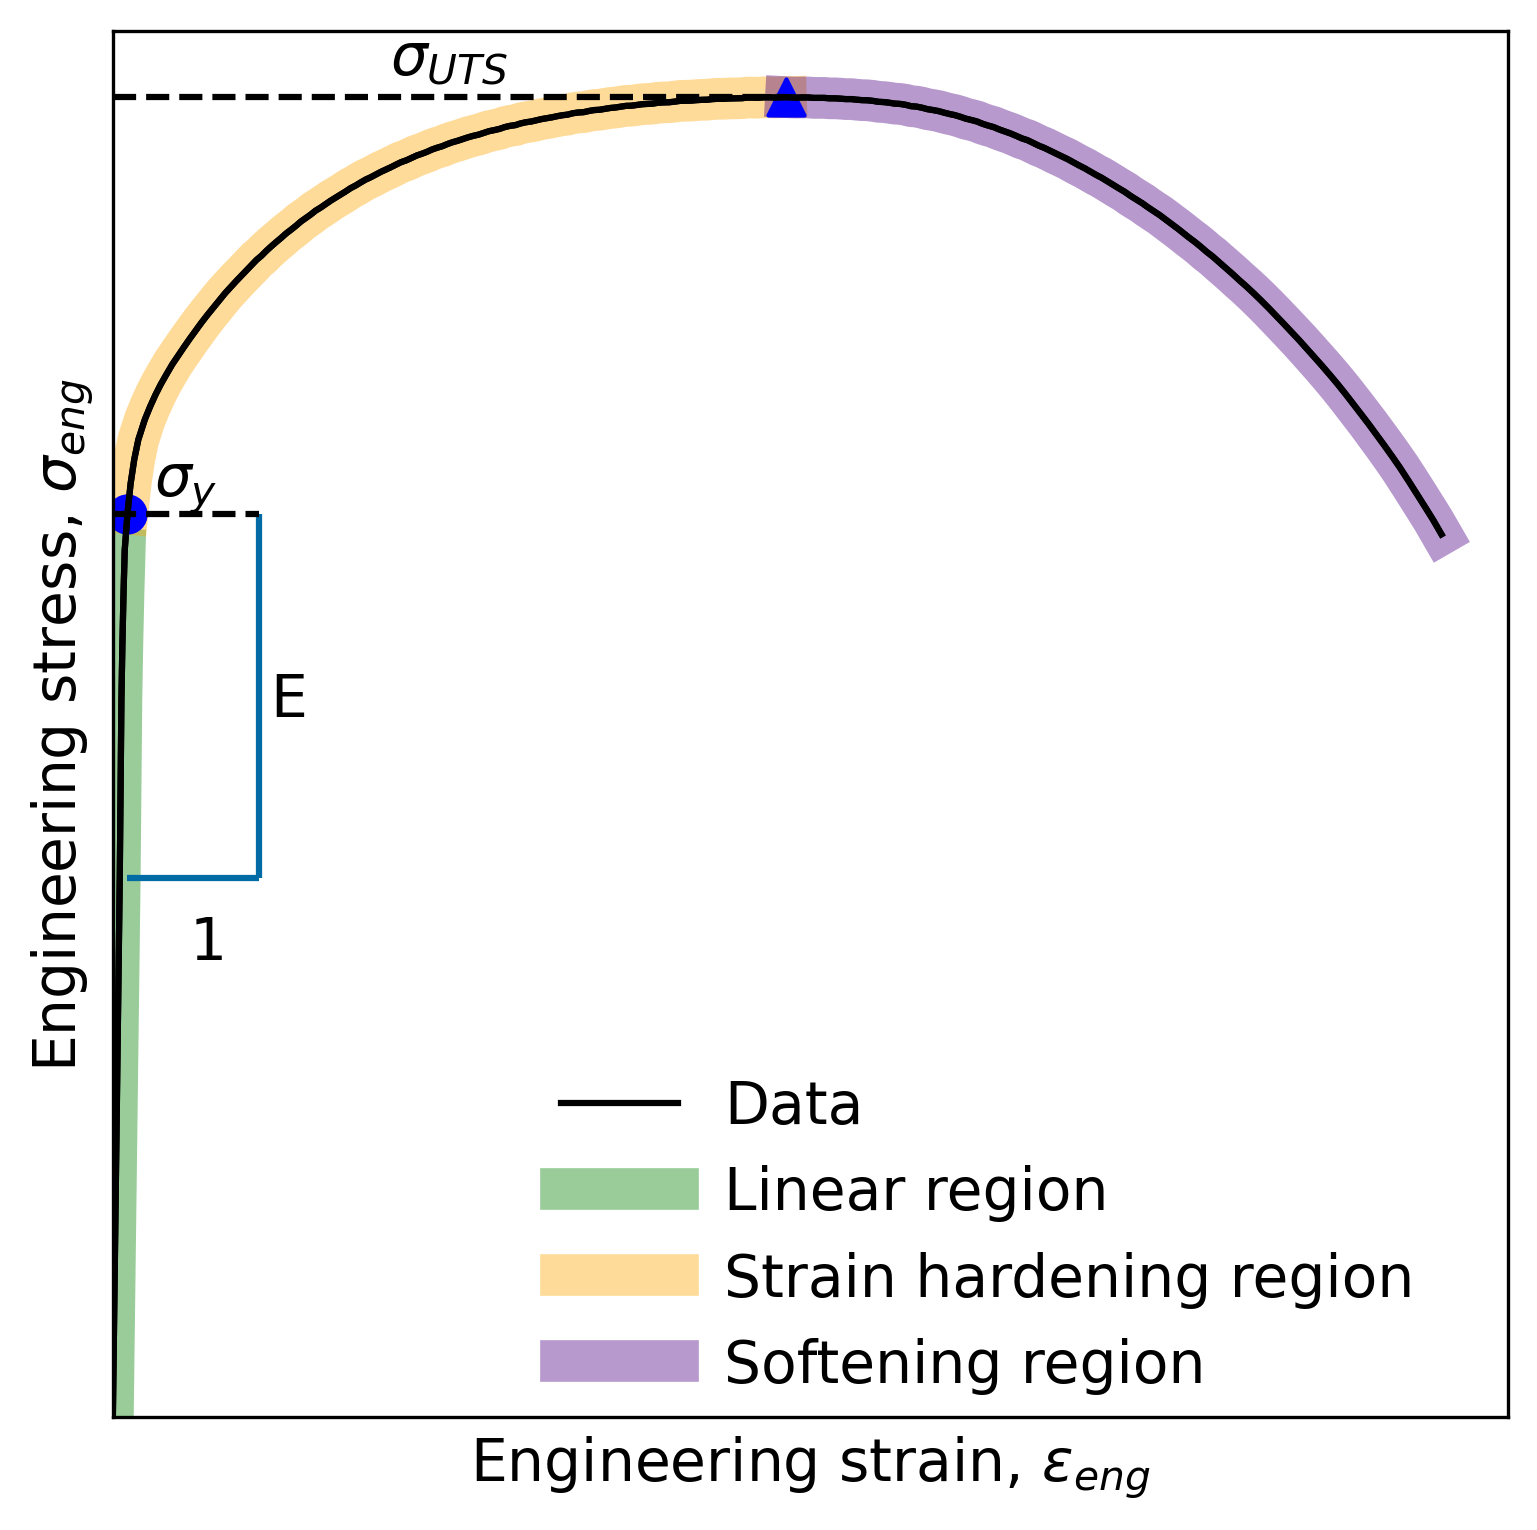 σ_UTS
σ_y
E
1
Engineering stress, σ_eng
Data
Linear region
Strain hardening region
Softening region
Engineering strain, ε_eng